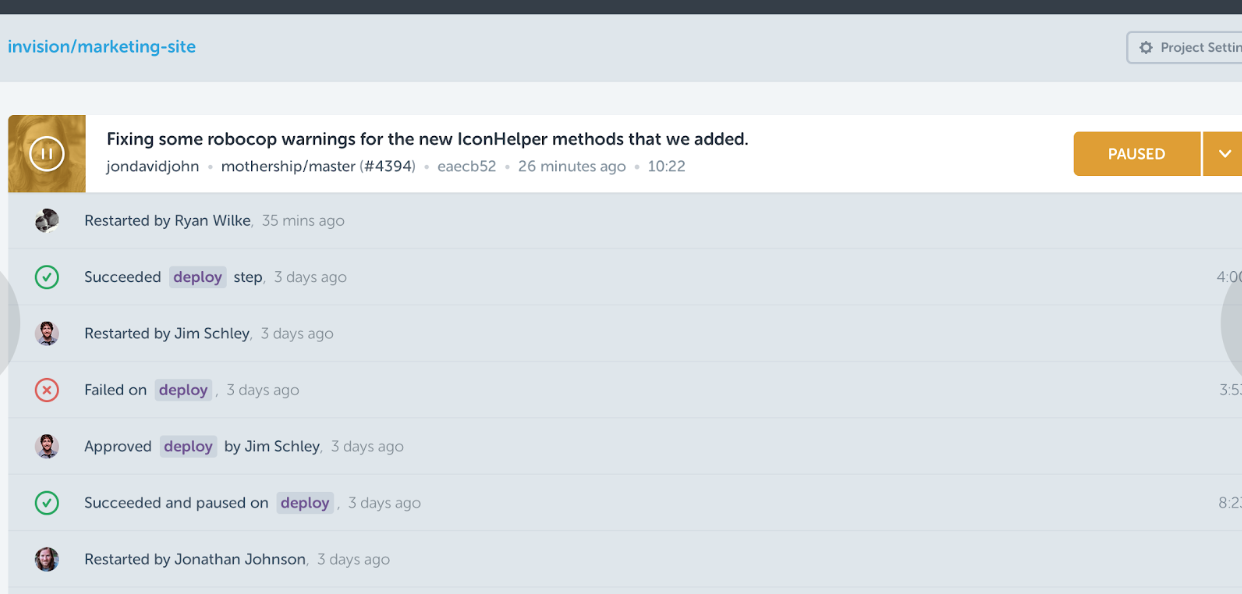 invision/marketing-site
Project Settin
Fixing some robocop warnings for the new IconHelper methods that we added.
jondavidjohn • mothership/master (#4394) • eaecb52 • 26 minutes ago • 10:22
PAUSED
Restarted by Ryan Wilke, 35 mins ago
Succeeded deploy step, 3 days ago
4:00
Restarted by Jim Schley, 3 days ago
Failed on deploy , 3 days ago
3:53
Approved deploy by Jim Schley, 3 days ago
Succeeded and paused on deploy , 3 days ago
8:2
Restarted by Jonathan Johnson, 3 days ago